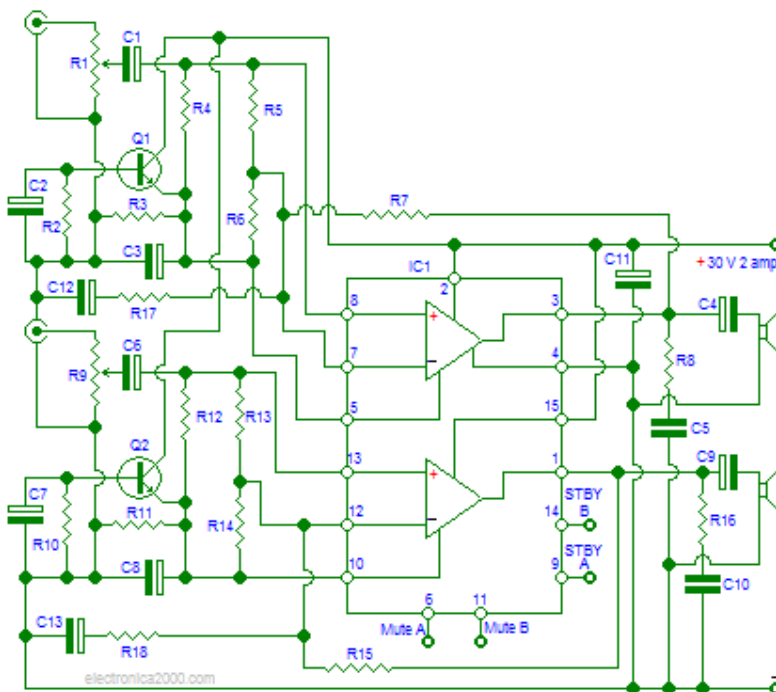 R1
C1
R4
R5
Q1
C2
R2
R3
R6
R7
C3
C12
R17
IC1
2
C11
+ 30 V 2 amp
8
3
C4
7
4
R8
5
15
C5
R9
C6
R12
R13
13
1
C9
Q2
C7
R10
R11
R14
12
14
STBY
B
R16
10
9
STBY
A
C8
C10
6
11
Mute A
Mute B
C13
R18
R15
electronica2000.com
+
−
+
−
-